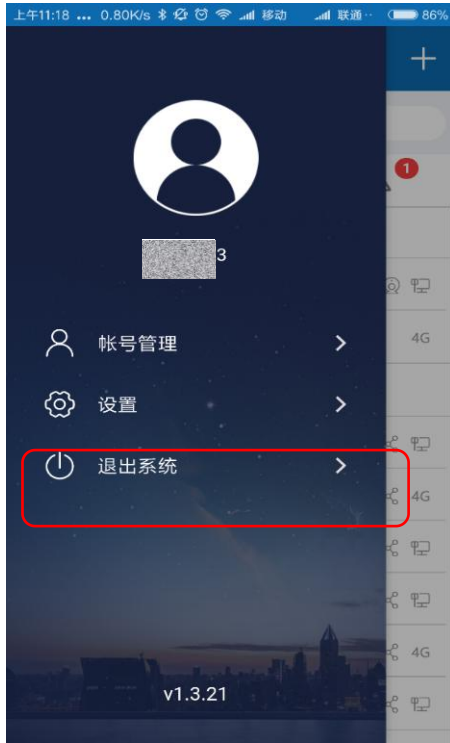 上午11:18 ... 0.80K/s 移动 联通·· 86%
+
1
3
帐号管理
4G
设置
退出系统
4G
4G
v1.3.21